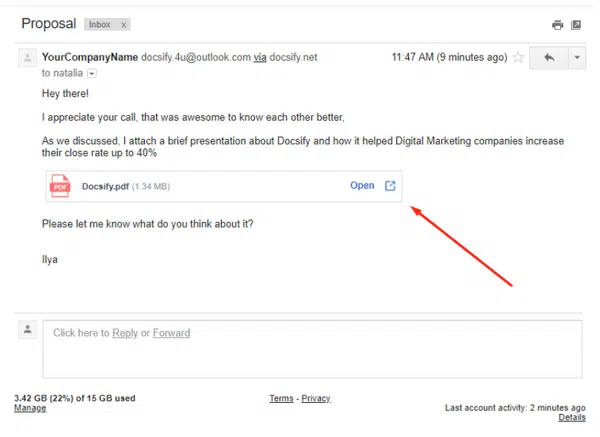 Proposal Inbox x
YourCompanyName docsify.4u@outlook.com via docsify.net 11:47 AM (9 minutes ago)
to natalia
Hey there!
I appreciate your call, that was awesome to know each other better,
As we discussed, I attach a brief presentation about Docsify and how it helped Digital Marketing companies increase
their close rate up to 40%
PDF Docsify.pdf (1.34 MB) Open
Please let me know what do you think about it?
Ilya
Click here to Reply or Forward
3.42 GB (22%) of 15 GB used
Manage
Terms - Privacy
Last account activity: 2 minutes ago
Details